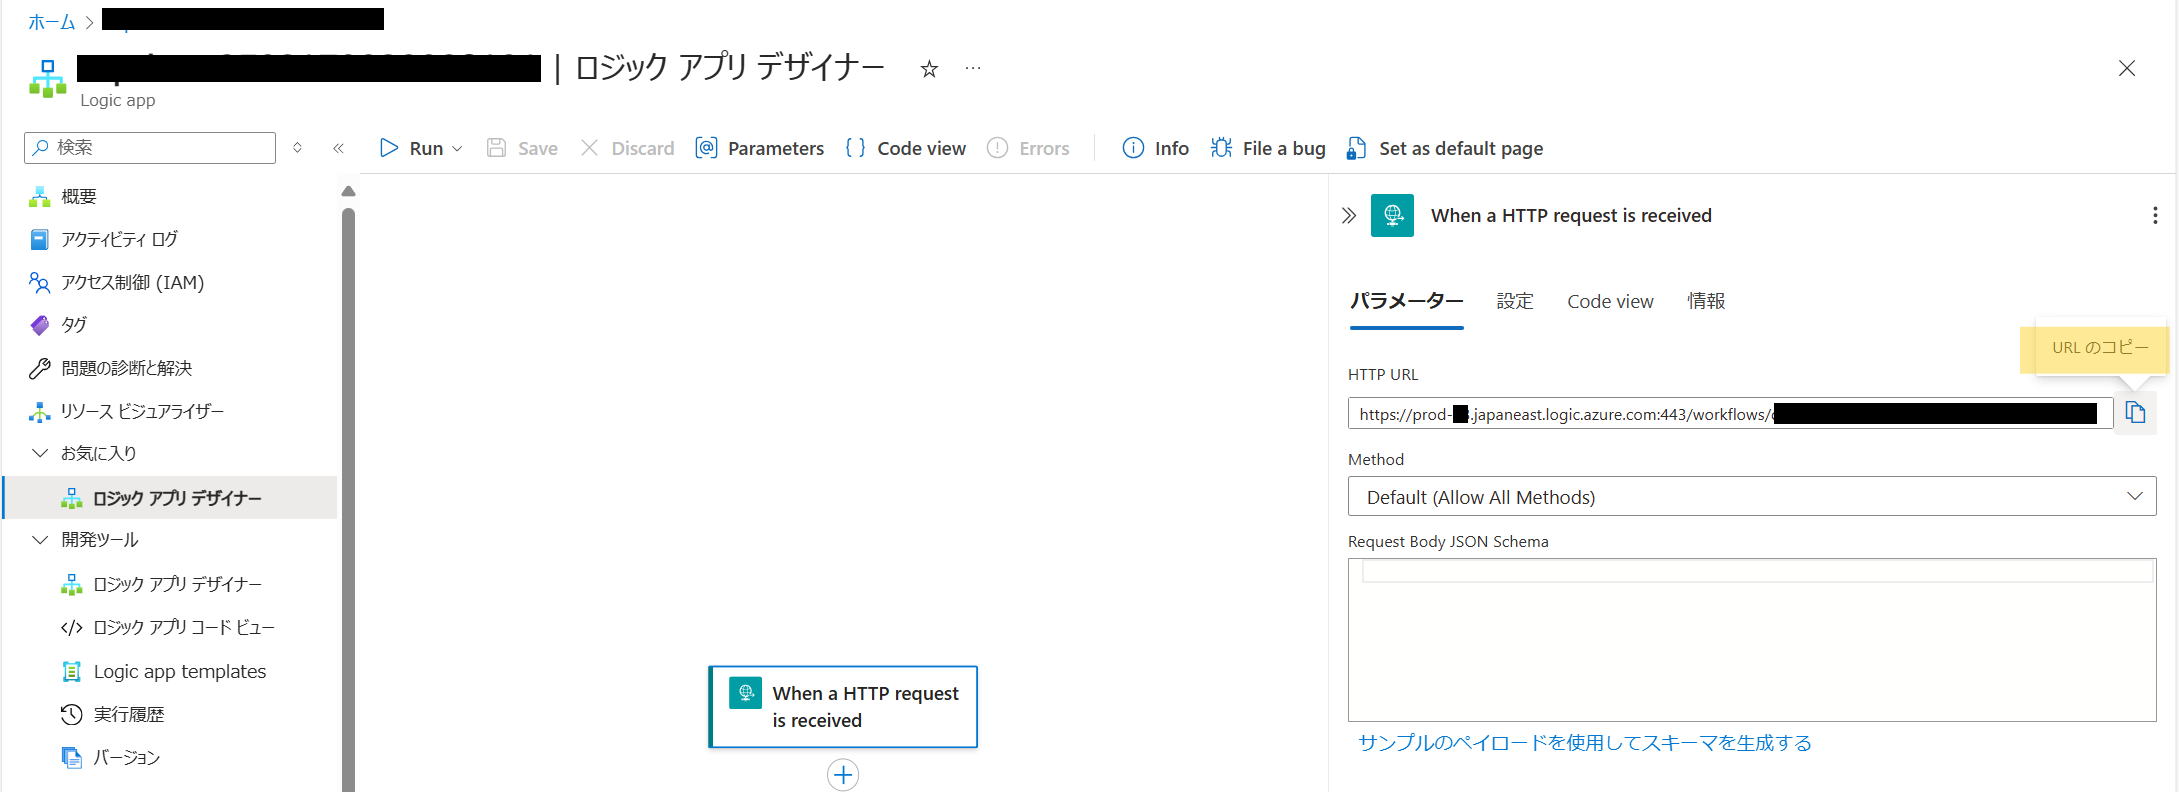 ホーム >
| ロジック アプリ デザイナー ☆ …
Logic app
検索
Run
Save
Discard
Parameters
Code view
Errors
Info
File a bug
Set as default page
概要
アクティビティ ログ
アクセス制御 (IAM)
タグ
問題の診断と解決
リソース ビジュアライザー
お気に入り
ロジック アプリ デザイナー
開発ツール
ロジック アプリ デザイナー
ロジック アプリ コード ビュー
Logic app templates
実行履歴
バージョン
When a HTTP request
is received
When a HTTP request is received
パラメーター
設定
Code view
情報
URL のコピー
HTTP URL
https://prod- .japaneast.logic.azure.com:443/workflows/
Method
Default (Allow All Methods)
Request Body JSON Schema
サンプルのペイロードを使用してスキーマを生成する